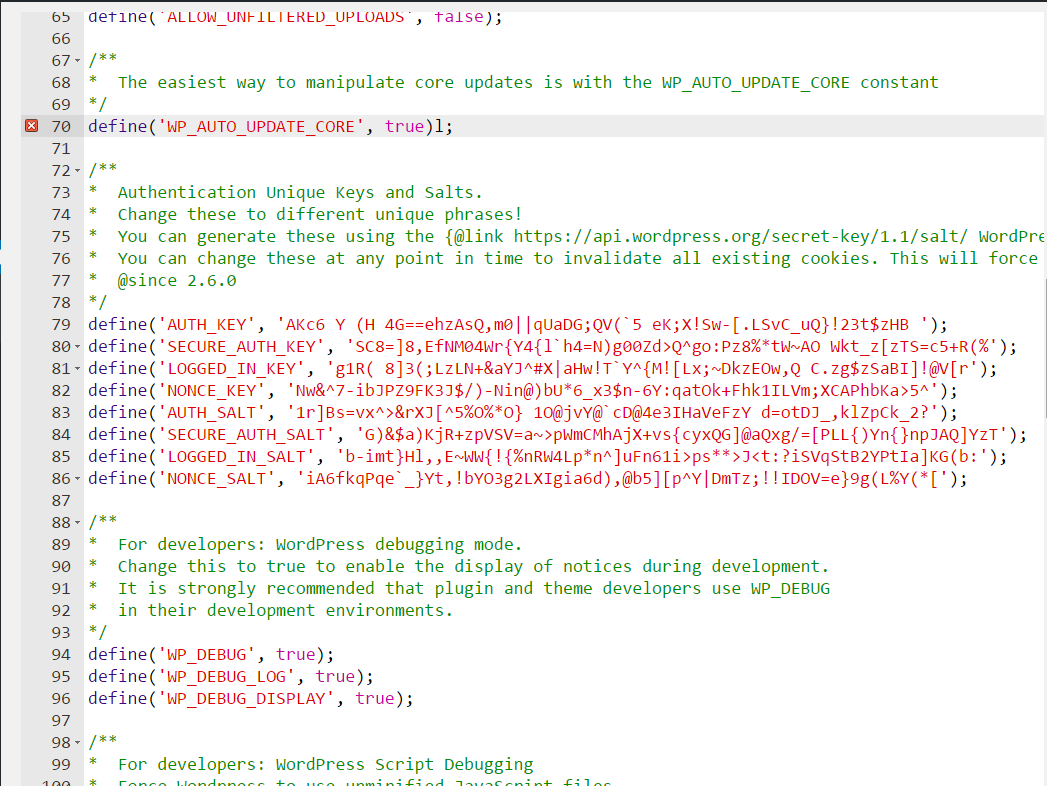 65 define('ALLOW_UNFILTERED_UPLOADS', false);
66
67 /**
68 *  The easiest way to manipulate core updates is with the WP_AUTO_UPDATE_CORE constant
69 */
70 define('WP_AUTO_UPDATE_CORE', true)l;
71
72 /**
73 *  Authentication Unique Keys and Salts.
74 *  Change these to different unique phrases!
75 *  You can generate these using the {@link https://api.wordpress.org/secret-key/1.1/salt/ WordPre
76 *  You can change these at any point in time to invalidate all existing cookies. This will force
77 *  @since 2.6.0
78 */
79 define('AUTH_KEY', 'AKc6 Y (H 4G==ehzAsQ,m0||qUaDG;QV(`5 eK;X!Sw-[.LSvC_uQ}!23t$zHB ');
80 define('SECURE_AUTH_KEY', 'SC8=]8,EfNM04Wr{Y4{l`h4=N)g00Zd>Q^go:Pz8%*tW~AO Wkt_z[zTS=c5+R(%');
81 define('LOGGED_IN_KEY', 'g1R( 8]3(;LzLN+&aYJ^#X|aHw!T`Y^{M![Lx;~DkzEOw,Q C.zg$zSaBI]!@V[r');
82 define('NONCE_KEY', 'Nw&^7-ibJPZ9FK3J$/)-Nin@)bU*6_x3$n-6Y:qatOk+Fhk1ILVm;XCAPhbKa>5^');
83 define('AUTH_SALT', '1r]Bs=vx^>&rXJ[^5%O%*O} 1O@jvY@`cD@4e3IHaVeFzY d=otDJ_,klZpCk_2?');
84 define('SECURE_AUTH_SALT', 'G)&$a)KjR+zpVSV=a~>pWmCMhAjX+vs{cyxQG]@aQxg/=[PLL{)Yn{}npJAQ]YzT');
85 define('LOGGED_IN_SALT', 'b-imt}Hl,,E~WW{!{%nRW4Lp*n^]uFn61i>ps**>J<t:?iSVqStB2YPtIa]KG(b:');
86 define('NONCE_SALT', 'iA6fkqPqe`_}Yt,!bYO3g2LXIgia6d),@b5][p^Y|DmTz;!!IDOV=e}9g(L%Y(*[');
87
88 /**
89 *  For developers: WordPress debugging mode.
90 *  Change this to true to enable the display of notices during development.
91 *  It is strongly recommended that plugin and theme developers use WP_DEBUG
92 *  in their development environments.
93 */
94 define('WP_DEBUG', true);
95 define('WP_DEBUG_LOG', true);
96 define('WP_DEBUG_DISPLAY', true);
97
98 /**
99 *  For developers: WordPress Script Debugging
100 *  Force Wordpress to use unminified JavaScript files